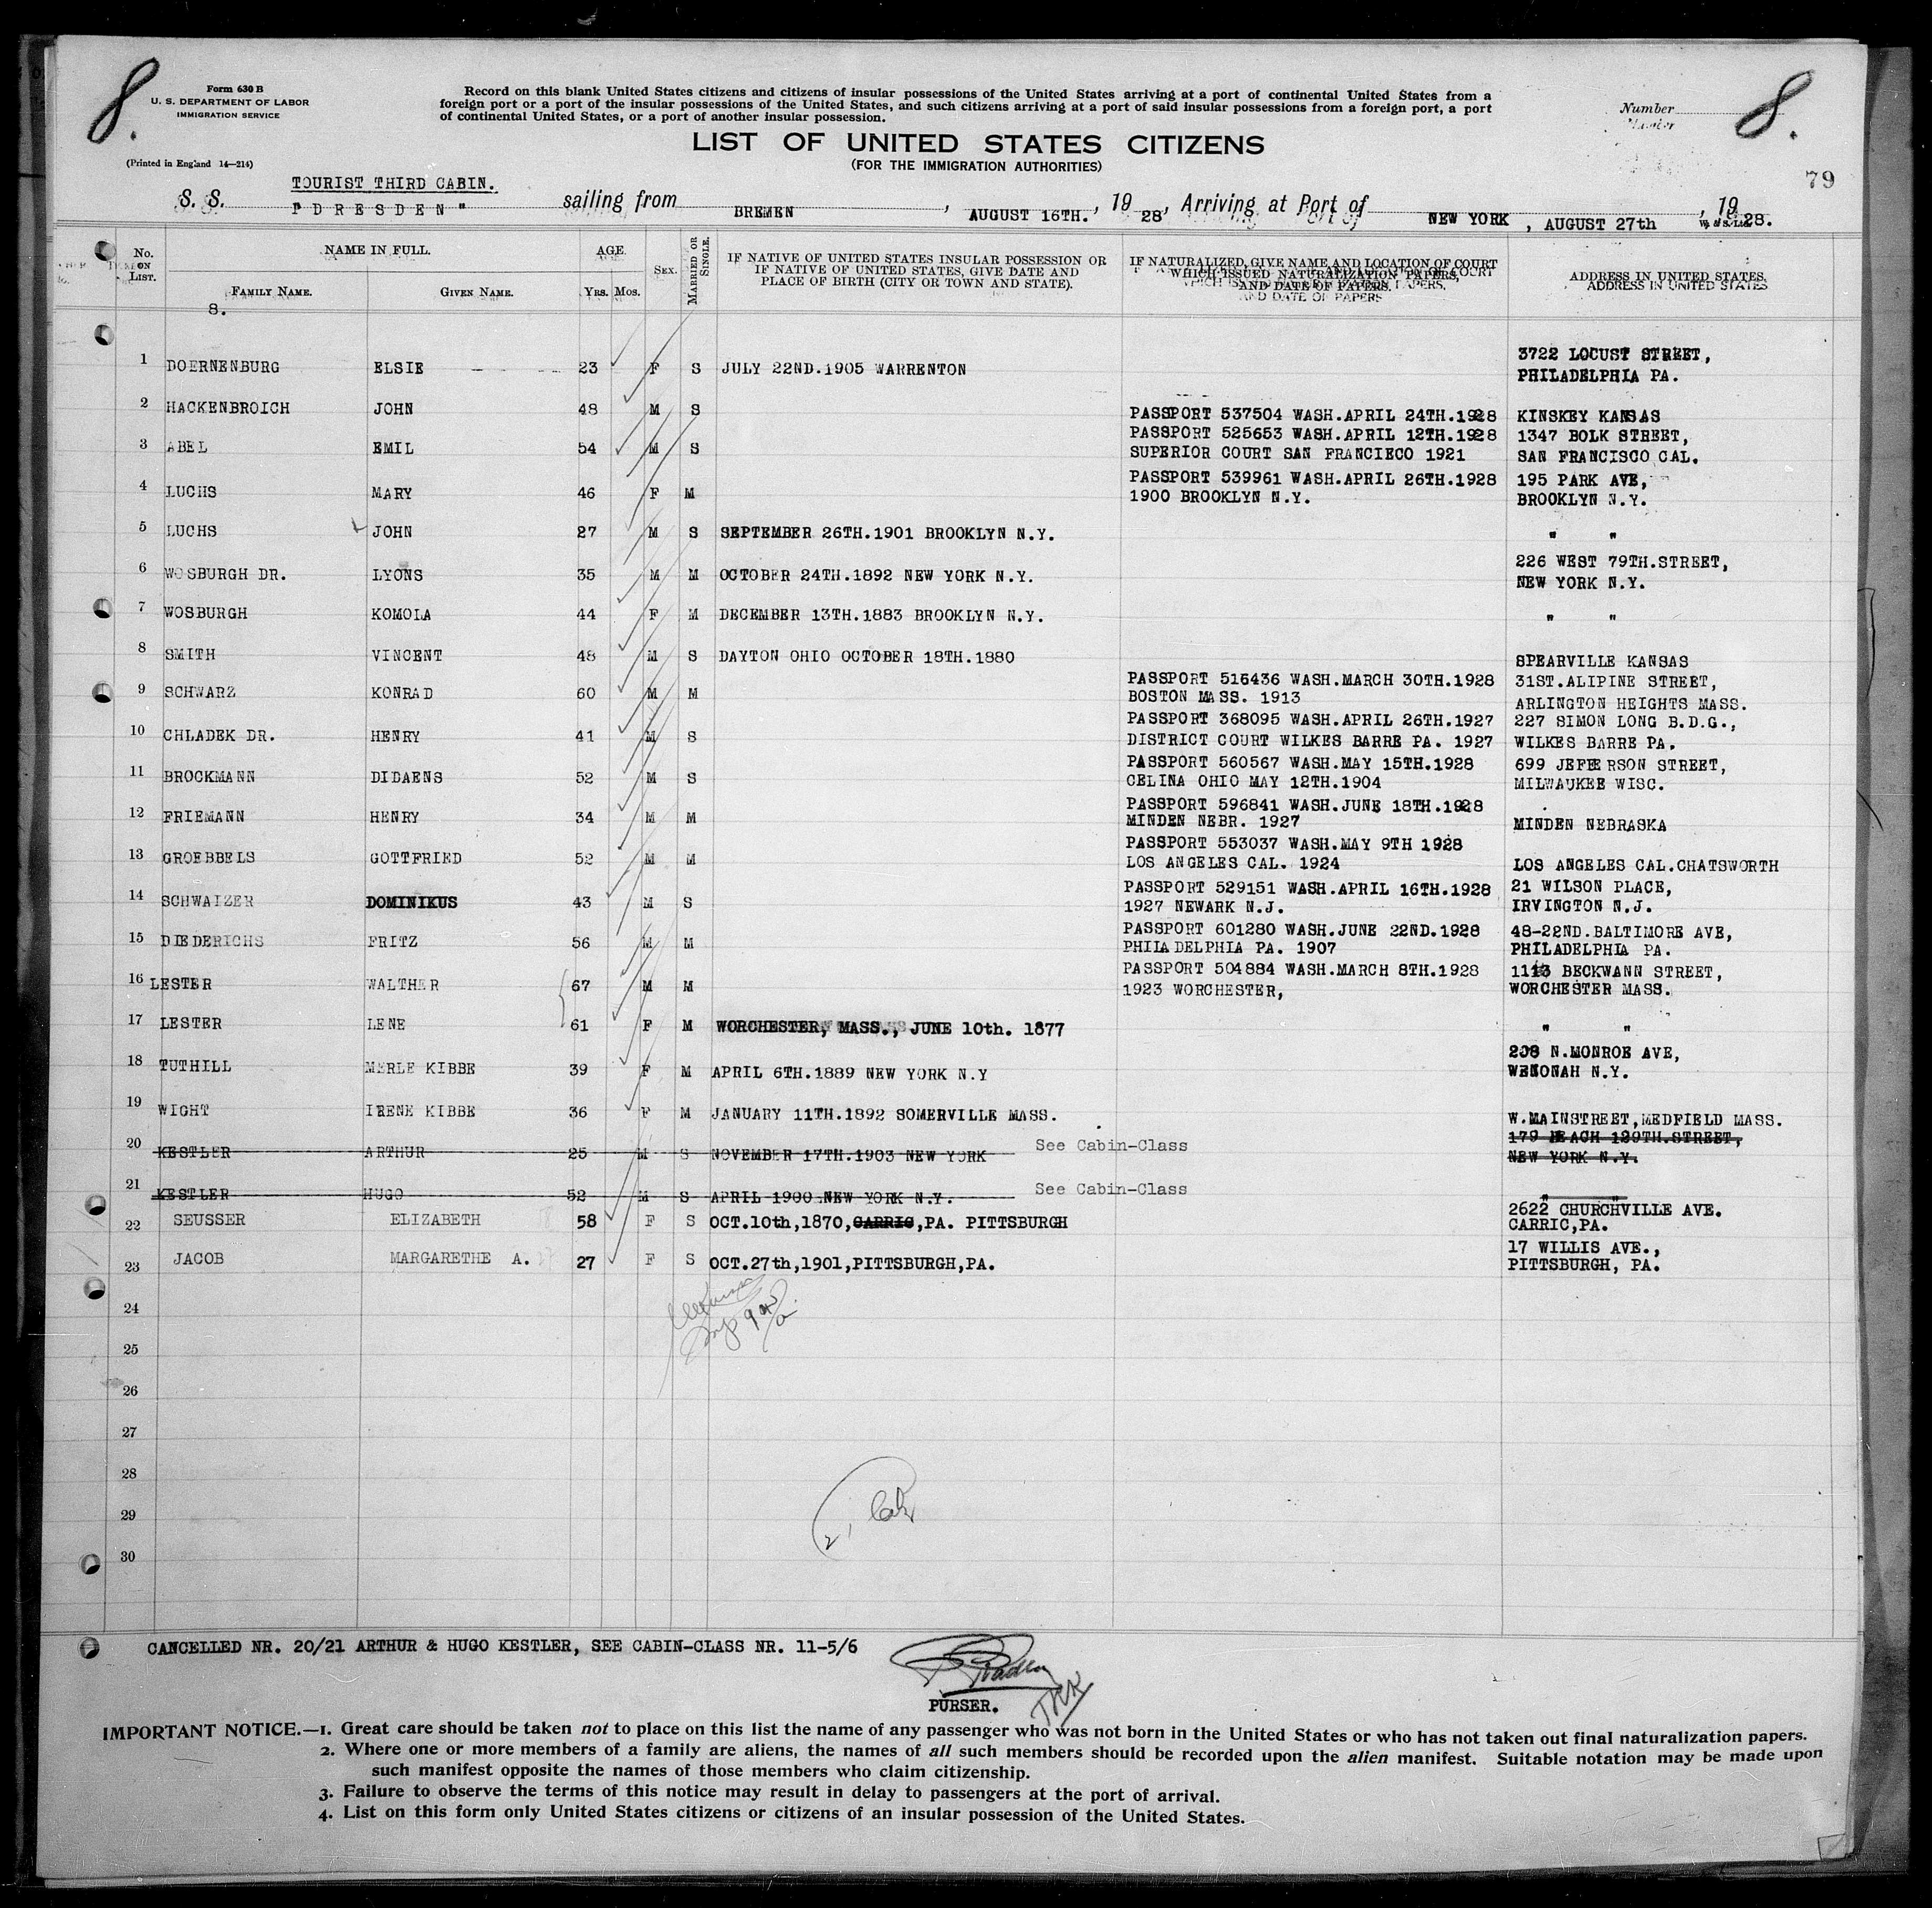 8.
Form 630 B
U. S. DEPARTMENT OF LABOR
IMMIGRATION SERVICE
(Printed in England 14—214)
Record on this blank United States citizens and citizens of insular possessions of the United States arriving at a port of continental United States from a
foreign port or a port of the insular possessions of the United States, and such citizens arriving at a port of said insular possessions from a foreign port, a port
of continental United States, or a port of another insular possession.
LIST OF UNITED STATES CITIZENS
(FOR THE IMMIGRATION AUTHORITIES)
Number
8.
79
TOURIST THIRD CABIN.
S. S. "DRESDEN" sailing from BREMEN, AUGUST 16TH., 1928, Arriving at Port of NEW YORK, AUGUST 27th, 1928.
No. ON LIST. NAME IN FULL. FAMILY NAME. GIVEN NAME. AGE. Yrs. Mos. SEX. MARRIED OR SINGLE.
IF NATIVE OF UNITED STATES INSULAR POSSESSION OR
IF NATIVE OF UNITED STATES, GIVE DATE AND
PLACE OF BIRTH (CITY OR TOWN AND STATE).
IF NATURALIZED, GIVE NAME AND LOCATION OF COURT
WHICH ISSUED NATURALIZATION PAPERS,
AND DATE OF PAPERS.
ADDRESS IN UNITED STATES.
8.
1 DOERNENBURG ELSIE 23 F S JULY 22ND.1905 WARRENTON 3722 LOCUST STREET,
PHILADELPHIA PA.
2 HACKENBROICH JOHN 48 M S PASSPORT 537504 WASH.APRIL 24TH.1928 KINSKEY KANSAS
3 ABEL EMIL 54 M S PASSPORT 525653 WASH.APRIL 12TH.1928 1347 BOLK STREET,
SUPERIOR COURT SAN FRANCIECO 1921 SAN FRANCISCO CAL.
4 LUCHS MARY 46 F M PASSPORT 539961 WASH.APRIL 26TH.1928 195 PARK AVE,
1900 BROOKLYN N.Y. BROOKLYN N.Y.
5 LUCHS JOHN 27 M S SEPTEMBER 26TH.1901 BROOKLYN N.Y. " "
6 WOSBURGH DR. LYONS 35 M M OCTOBER 24TH.1892 NEW YORK N.Y. 226 WEST 79TH.STREET,
NEW YORK N.Y.
7 WOSBURGH KOMOLA 44 F M DECEMBER 13TH.1883 BROOKLYN N.Y. " "
8 SMITH VINCENT 48 M S DAYTON OHIO OCTOBER 18TH.1880 SPEARVILLE KANSAS
9 SCHWARZ KONRAD 60 M M PASSPORT 516436 WASH.MARCH 30TH.1928 31ST.ALIPINE STREET,
BOSTON MASS. 1913 ARLINGTON HEIGHTS MASS.
10 CHLADEK DR. HENRY 41 M S PASSPORT 368095 WASH.APRIL 26TH.1927 227 SIMON LONG B.D.G.,
DISTRICT COURT WILKES BARRE PA. 1927 WILKES BARRE PA.
11 BROCKMANN DIDAENS 52 M S PASSPORT 560567 WASH.MAY 15TH.1928 699 JEFFERSON STREET,
CELINA OHIO MAY 12TH.1904 MILWAUKEE WISC.
12 FRIEMANN HENRY 34 M M PASSPORT 596841 WASH.JUNE 18TH.1928
MINDEN NEBR. 1927 MINDEN NEBRASKA
13 GROEBBELS GOTTFRIED 52 M M PASSPORT 553037 WASH.MAY 9TH 1928
LOS ANGELES CAL. 1924 LOS ANGELES CAL.CHATSWORTH
14 SCHWAIZER DOMINIKUS 43 M S PASSPORT 529151 WASH.APRIL 16TH.1928 21 WILSON PLACE,
1927 NEWARK N.J. IRVINGTON N.J.
15 DIEDERICHS FRITZ 56 M M PASSPORT 601280 WASH.JUNE 22ND.1928 48-22ND.BALTIMORE AVE,
PHILADELPHIA PA. 1907 PHILADELPHIA PA.
16 LESTER WALTHER 67 M M PASSPORT 504884 WASH.MARCH 8TH.1928 1113 BECKWANN STREET,
1923 WORCHESTER, WORCHESTER MASS.
17 LESTER LENE 61 F M WORCHESTER, MASS., JUNE 10th. 1877 " "
18 TUTHILL MERLE KIBBE 39 F M APRIL 6TH.1889 NEW YORK N.Y 208 N.MONROE AVE,
WENONAH N.Y.
19 WIGHT IRENE KIBBE 36 F M JANUARY 11TH.1892 SOMERVILLE MASS. W.MAINSTREET,MEDFIELD MASS.
20 KESTLER ARTHUR 25 M S NOVEMBER 17TH.1903 NEW YORK See Cabin-Class 179 BEACH 129TH.STREET,
NEW YORK N.Y.
21 KESTLER HUGO 52 M S APRIL 1900 NEW YORK N.Y. See Cabin-Class " "
22 SEUSSER ELIZABETH 58 F S OCT.10th,1870,CARRIC,PA. PITTSBURGH 2622 CHURCHVILLE AVE.
CARRIC,PA.
23 JACOB MARGARETHE A. 27 F S OCT.27th,1901,PITTSBURGH,PA. 17 WILLIS AVE.,
PITTSBURGH, PA.
24
25
26
27
28
29
30
CANCELLED NR. 20/21 ARTHUR & HUGO KESTLER, SEE CABIN-CLASS NR. 11-5/6
PURSER.
IMPORTANT NOTICE.—1. Great care should be taken not to place on this list the name of any passenger who was not born in the United States or who has not taken out final naturalization papers.
2. Where one or more members of a family are aliens, the names of all such members should be recorded upon the alien manifest. Suitable notation may be made upon
such manifest opposite the names of those members who claim citizenship.
3. Failure to observe the terms of this notice may result in delay to passengers at the port of arrival.
4. List on this form only United States citizens or citizens of an insular possession of the United States.